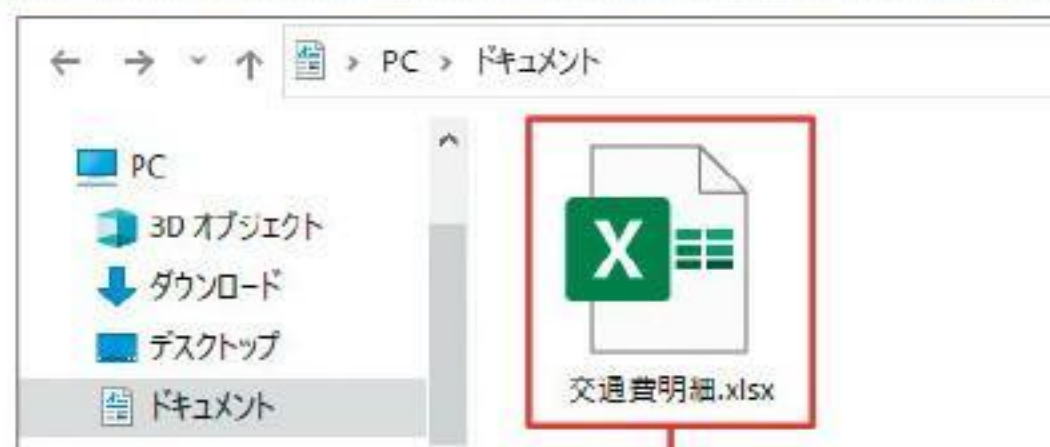 PC > ドキュメント
PC
3D オブジェクト
ダウンロード
デスクトップ
ドキュメント
X
交通費明細.xlsx